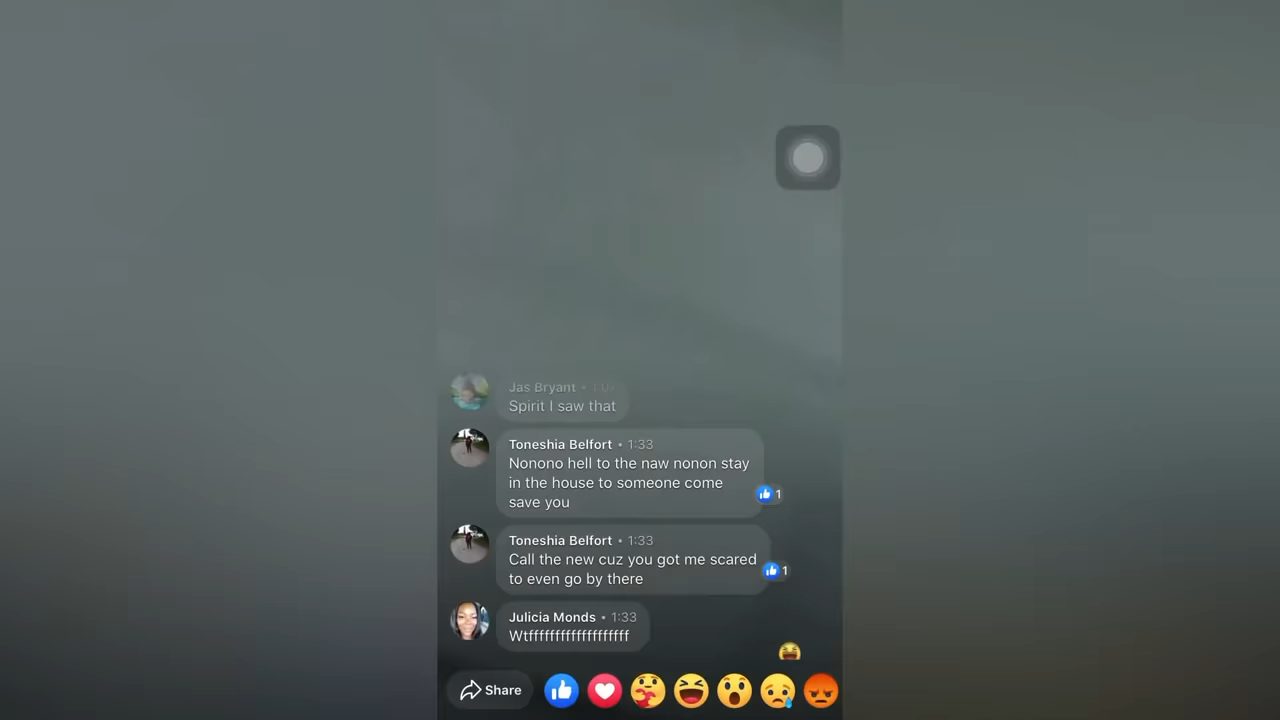 Jas Bryant
Spirit I saw that
Toneshia Belfort • 1:33
Nonono hell to the naw nonon stay
in the house to someone come
save you
1
Toneshia Belfort • 1:33
Call the new cuz you got me scared
to even go by there
1
Julicia Monds • 1:33
Wtfffffffffffffffffff
Share